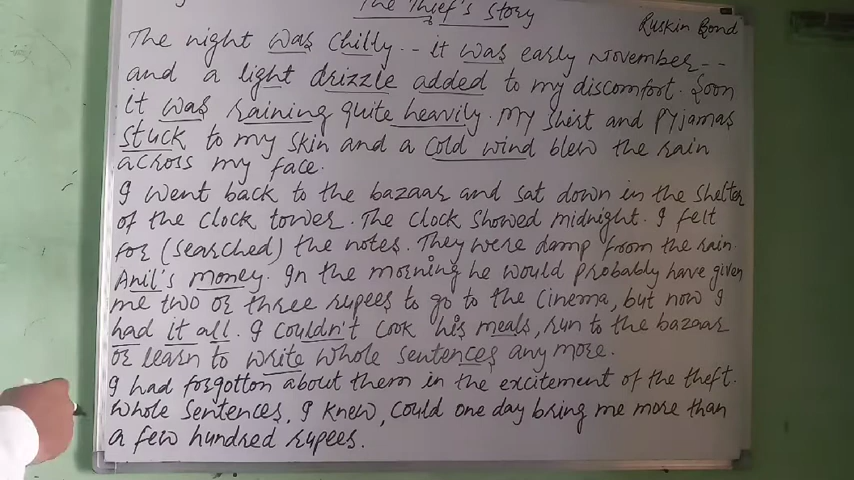 The Thief's Story
Ruskin Bond
The night was chilly -- it was early November --
and a light drizzle added to my discomfort. Soon
it was raining quite heavily. My shirt and pyjamas
stuck to my skin and a cold wind blew the rain
across my face.
I went back to the bazaar and sat down in the shelter
of the clock tower. The clock showed midnight. I felt
for (searched) the notes. They were damp from the rain.
Anil's money. In the morning he would probably have given
me two or three rupees to go to the cinema, but now I
had it all. I couldn't cook his meals, run to the bazaar
or learn to write whole sentences any more.
I had forgotton about them in the excitement of the theft.
Whole sentences, I knew, could one day bring me more than
a few hundred rupees.